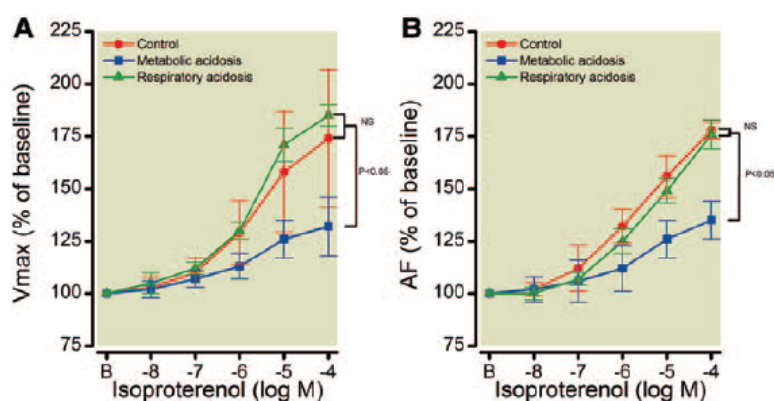 A
Vmax (% of baseline)
225
200
175
150
125
100
75
Control
Metabolic acidosis
Respiratory acidosis
NS
P<0.05
B
-8
-7
-6
-5
-4
Isoproterenol (log M)
B
AF (% of baseline)
225
200
175
150
125
100
75
Control
Metabolic acidosis
Respiratory acidosis
NS
P<0.05
B
-8
-7
-6
-5
-4
Isoproterenol (log M)